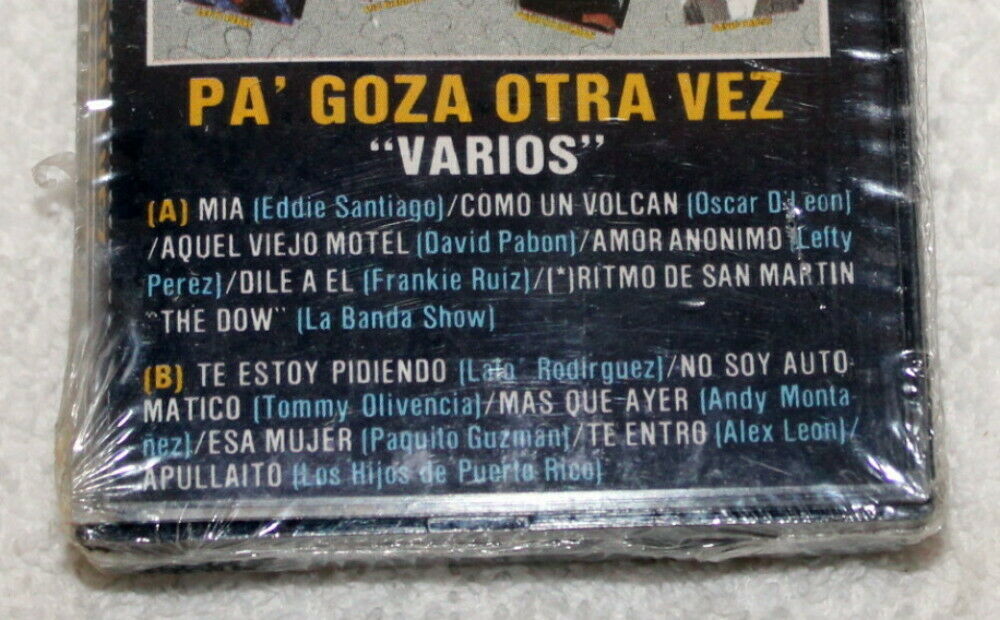 PA' GOZA OTRA VEZ
"VARIOS"
(A) MIA (Eddie Santiago)/COMO UN VOLCAN (Oscar D'Leon)
/AQUEL VIEJO MOTEL (David Pabon)/AMOR ANONIMO (Lefty
Perez)/DILE A EL (Frankie Ruiz)/(*)RITMO DE SAN MARTIN
"THE DOW" (La Banda Show)
(B) TE ESTOY PIDIENDO (Lalo Rodirguez)/NO SOY AUTO-
MATICO (Tommy Olivencia)/MAS QUE AYER (Andy Monta-
ñez)/ESA MUJER (Paquito Guzman)/TE ENTRO (Alex Leon)/
APULLAITO (Los Hijos de Puerto Rico)